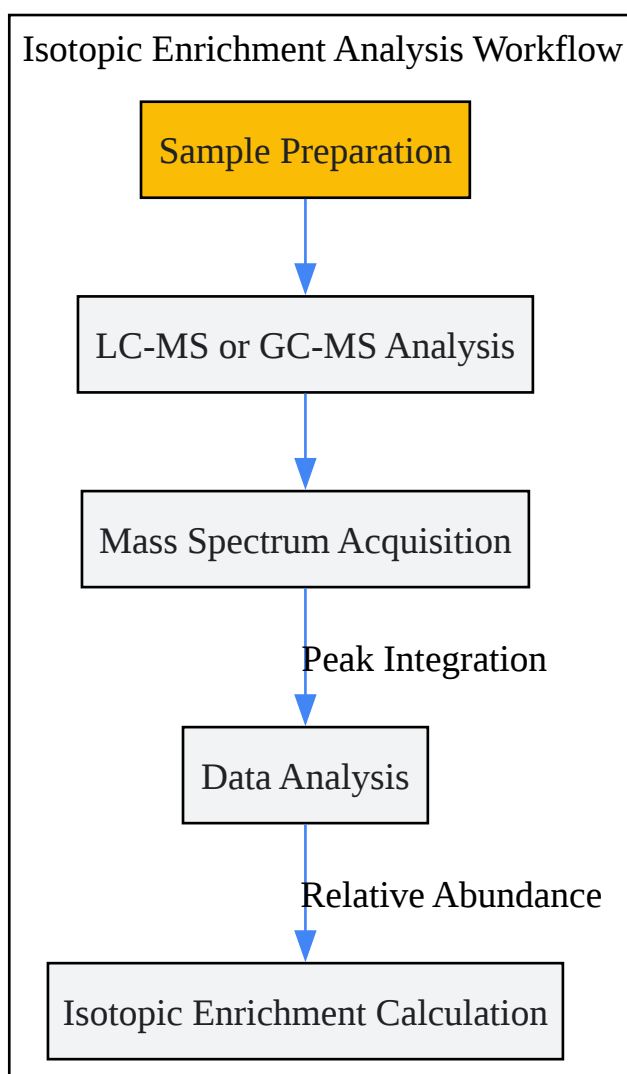 Isotopic Enrichment Analysis Workflow
Sample Preparation
LC-MS or GC-MS Analysis
Mass Spectrum Acquisition
Peak Integration
Data Analysis
Relative Abundance
Isotopic Enrichment Calculation